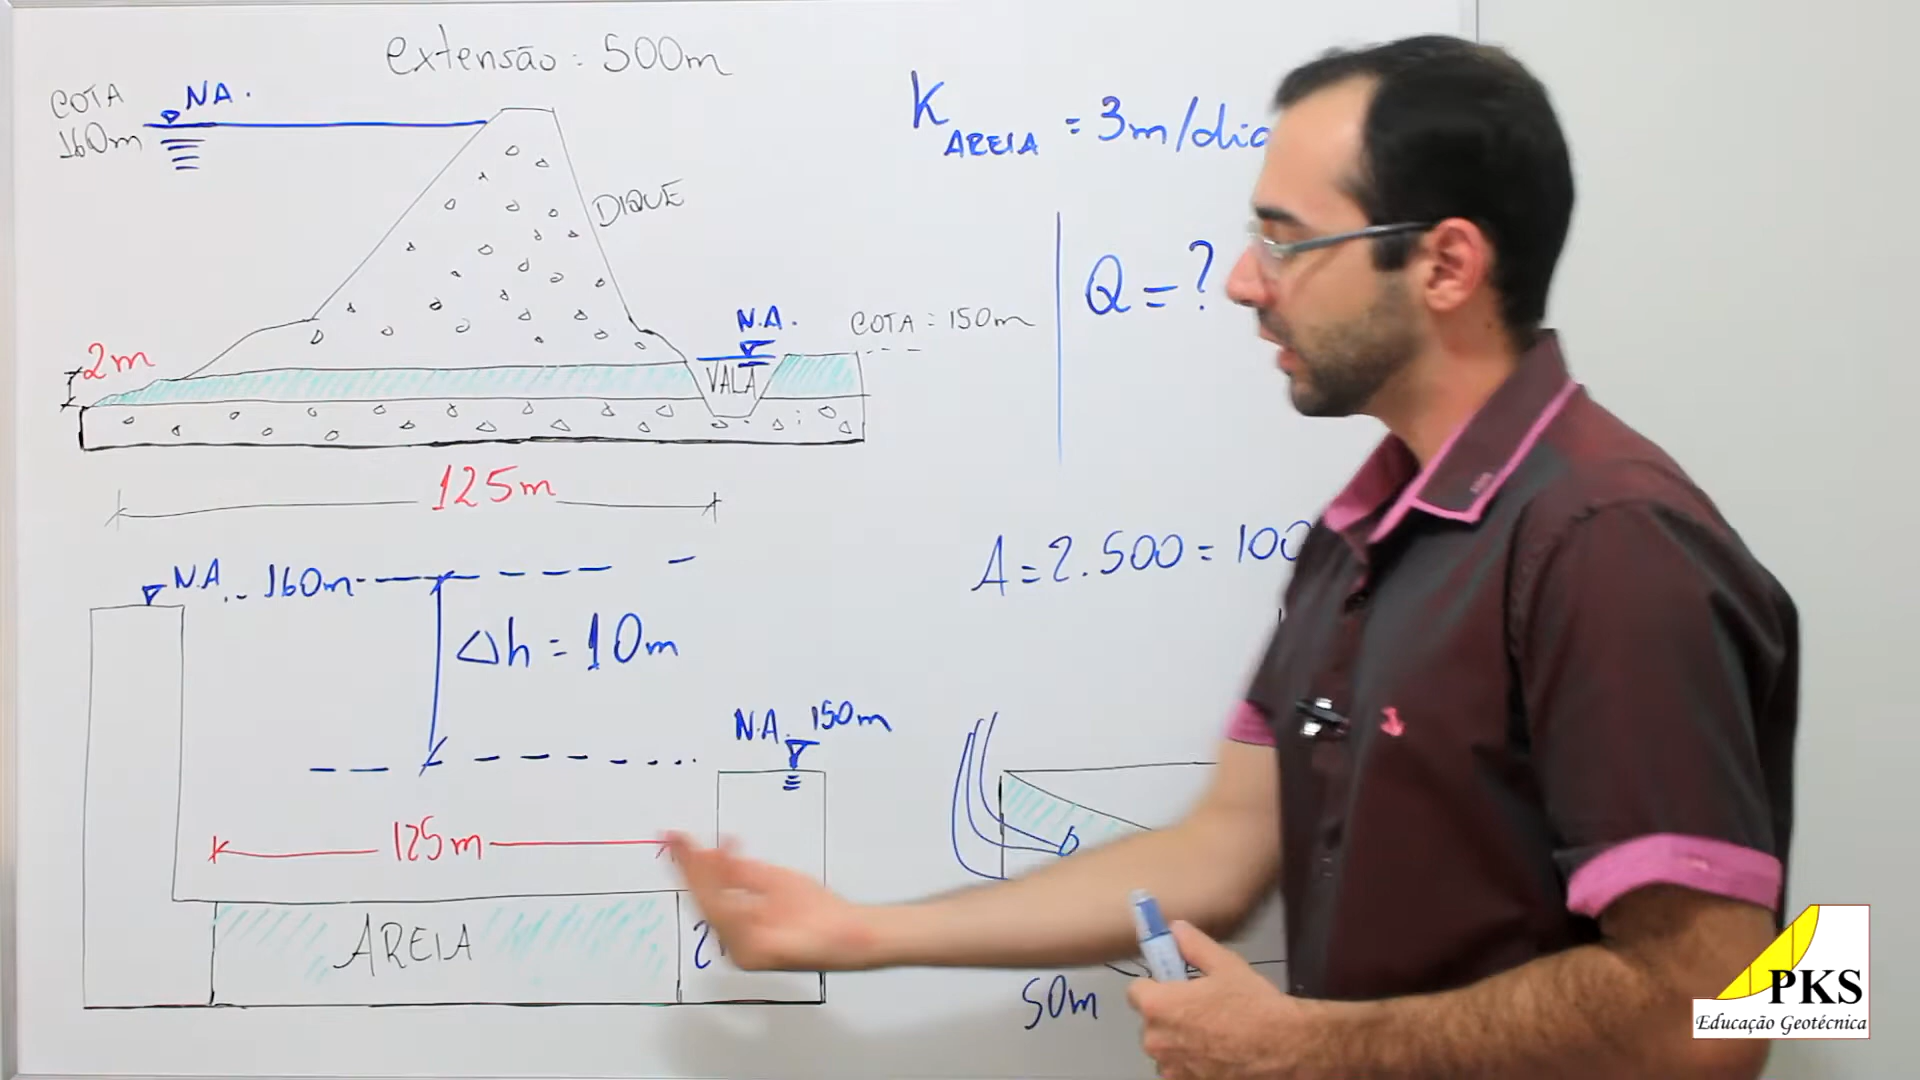 extensão: 500m
COTA
160m
NA.
DIQUE
2m
N.A.
COTA = 150m
VALA
125m
N.A. 160m
Δh = 10m
N.A. 150m
125m
AREIA
K AREIA = 3m/dia
Q = ?
A = 2.500 = 100
50m
PKS
Educação Geotécnica